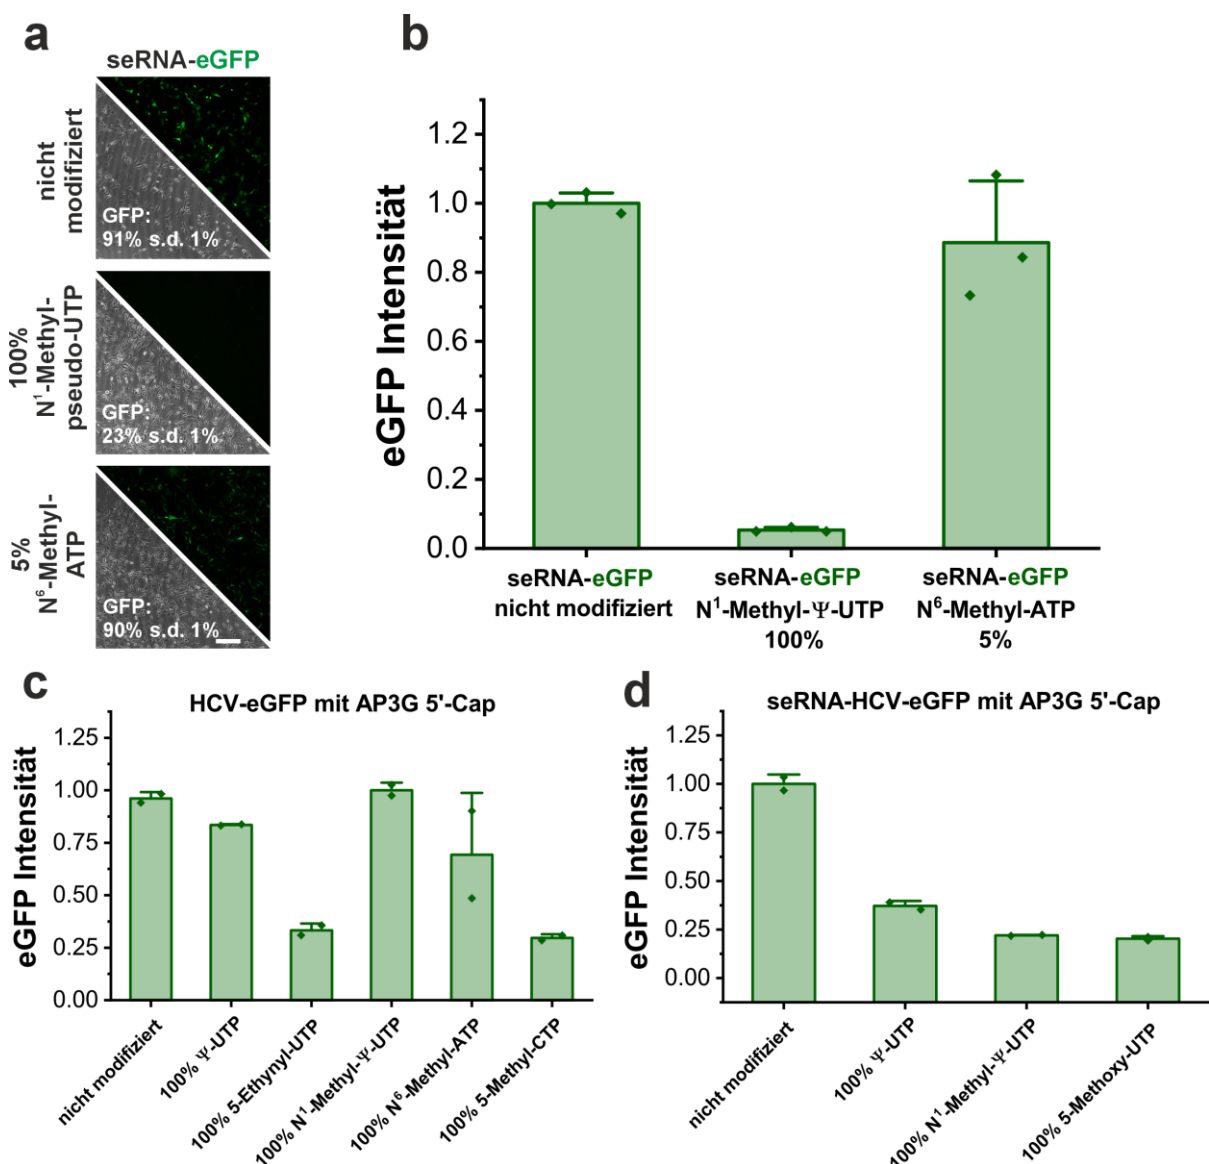 a
seRNA-eGFP
nicht
modifiziert
GFP:
91% s.d. 1%
100%
N¹-Methyl-
pseudo-UTP
GFP:
23% s.d. 1%
5%
N⁶-Methyl-
ATP
GFP:
90% s.d. 1%
b
eGFP Intensität
1.2
1.0
0.8
0.6
0.4
0.2
0.0
seRNA-eGFP
nicht modifiziert
seRNA-eGFP
N¹-Methyl-Ψ-UTP
100%
seRNA-eGFP
N⁶-Methyl-ATP
5%
c
HCV-eGFP mit AP3G 5'-Cap
eGFP Intensität
1.25
1.00
0.75
0.50
0.25
0.00
nicht modifiziert
100% Ψ-UTP
100% 5-Ethynyl-UTP
100% N¹-Methyl-Ψ-UTP
100% N⁶-Methyl-ATP
100% 5-Methyl-CTP
d
seRNA-HCV-eGFP mit AP3G 5'-Cap
eGFP Intensität
1.25
1.00
0.75
0.50
0.25
0.00
nicht modifiziert
100% Ψ-UTP
100% N¹-Methyl-Ψ-UTP
100% 5-Methoxy-UTP